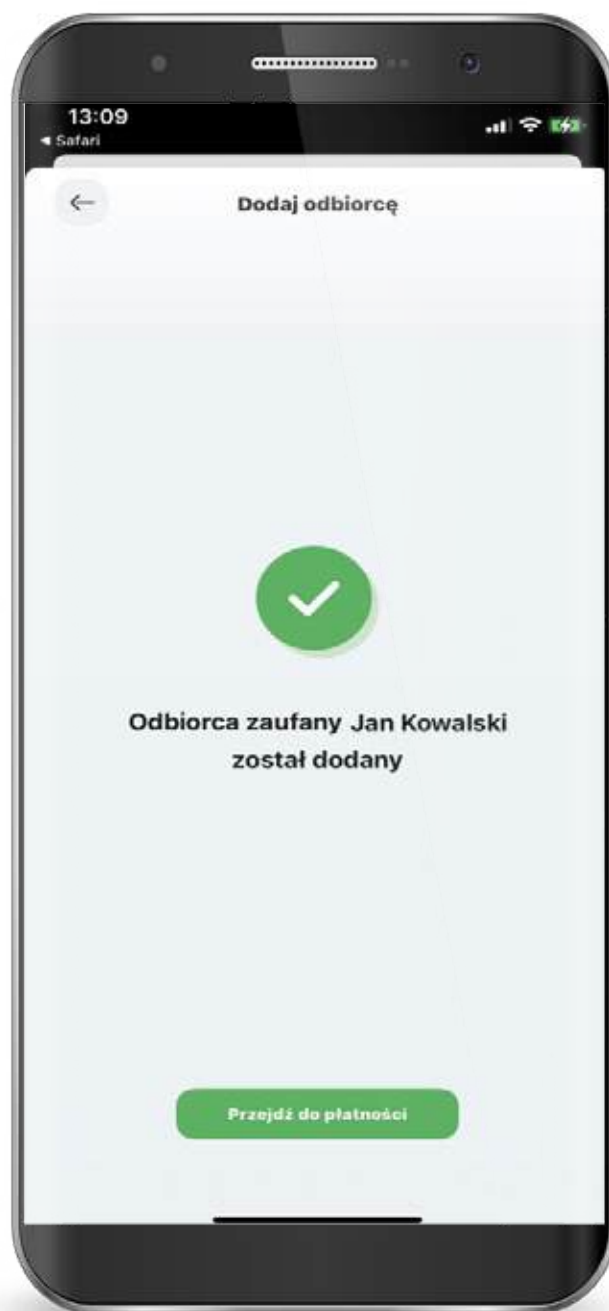 13:09
◄ Safari
Dodaj odbiorcę
Odbiorca zaufany Jan Kowalski
został dodany
Przejdź do płatności